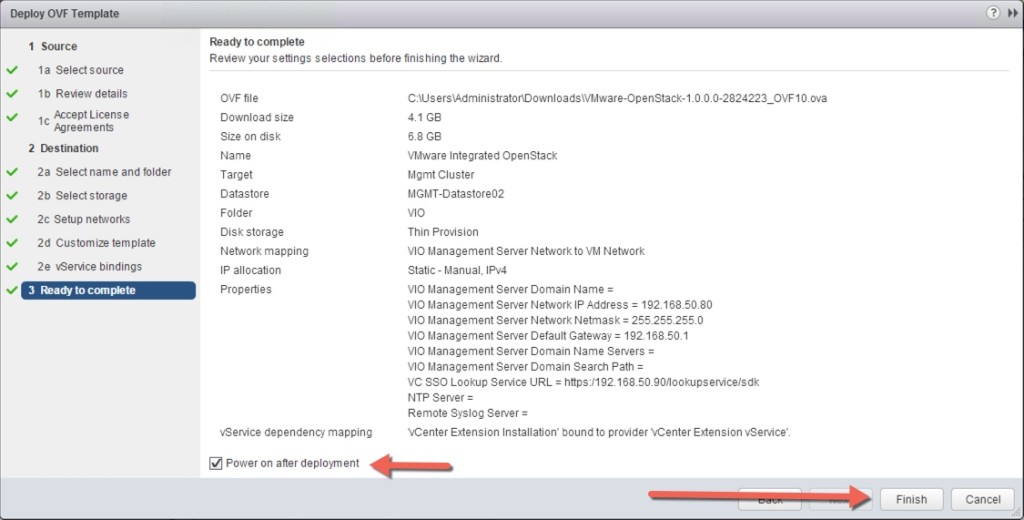 Deploy OVF Template
?
1 Source
1a Select source
1b Review details
1c Accept License
Agreements
2 Destination
2a Select name and folder
2b Select storage
2c Setup networks
2d Customize template
2e vService bindings
3 Ready to complete
Ready to complete
Review your settings selections before finishing the wizard.
OVF file C:\Users\Administrator\Downloads\VMware-OpenStack-1.0.0.0-2824223_OVF10.ova
Download size 4.1 GB
Size on disk 6.8 GB
Name VMware Integrated OpenStack
Target Mgmt Cluster
Datastore MGMT-Datastore02
Folder VIO
Disk storage Thin Provision
Network mapping VIO Management Server Network to VM Network
IP allocation Static - Manual, IPv4
Properties VIO Management Server Domain Name =
VIO Management Server Network IP Address = 192.168.50.80
VIO Management Server Network Netmask = 255.255.255.0
VIO Management Server Default Gateway = 192.168.50.1
VIO Management Server Domain Name Servers =
VIO Management Server Domain Search Path =
VC SSO Lookup Service URL = https:/192.168.50.90/lookupservice/sdk
NTP Server =
Remote Syslog Server =
vService dependency mapping 'vCenter Extension Installation' bound to provider 'vCenter Extension vService'.
Power on after deployment
Back Finish Cancel